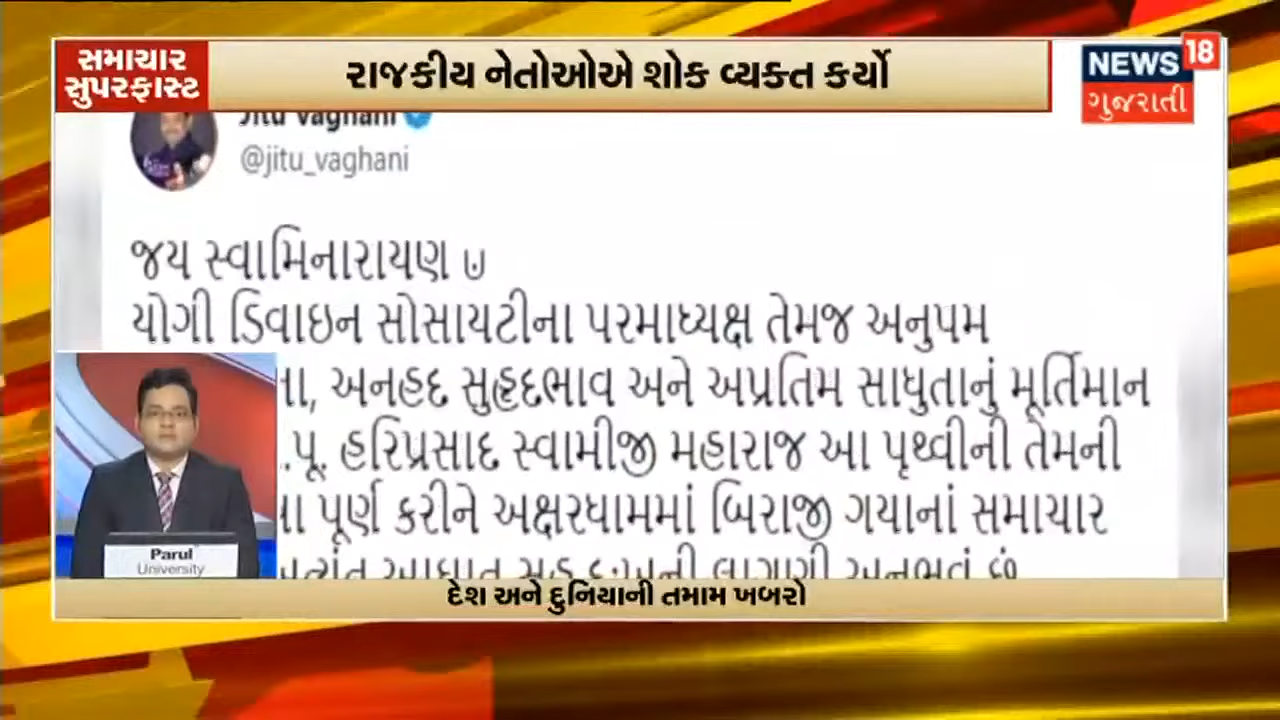 સમાચાર
સુપરફાસ્ટ
રાજકીય નેતોઓએ શોક વ્યક્ત કર્યો
NEWS 18
ગુજરાતી
Jitu Vaghani
@jitu_vaghani
જય સ્વામિનારાયણ
યોગી ડિવાઇન સોસાયટીના પરમાધ્યક્ષ તેમજ અનુપમ
અનહદ સુહૃદભાવ અને અપ્રતિમ સાધુતાનું મૂર્તિમાન
.પૂ. હરિપ્રસાદ સ્વામીજી મહારાજ આ પૃથ્વીની તેમની
પૂર્ણ કરીને અક્ષરધામમાં બિરાજી ગયાનાં સમાચાર
Parul
University
દેશ અને દુનિયાની તમામ ખબરો